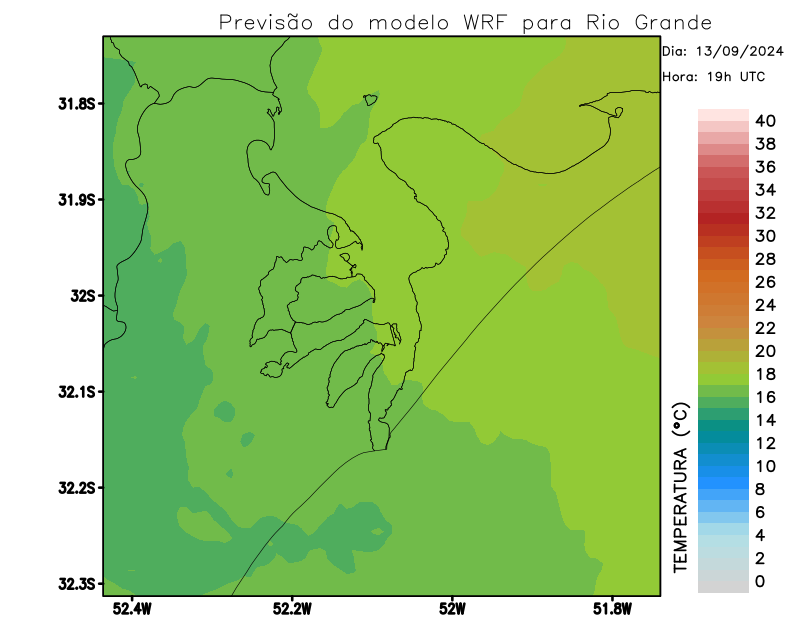 Previsão do modelo WRF para Rio Grande
Dia: 13/09/2024
Hora: 19h UTC
31.8S
31.9S
32S
32.1S
32.2S
32.3S
52.4W
52.2W
52W
51.8W
TEMPERATURA (°C)
40
38
36
34
32
30
28
26
24
22
20
18
16
14
12
10
8
6
4
2
0